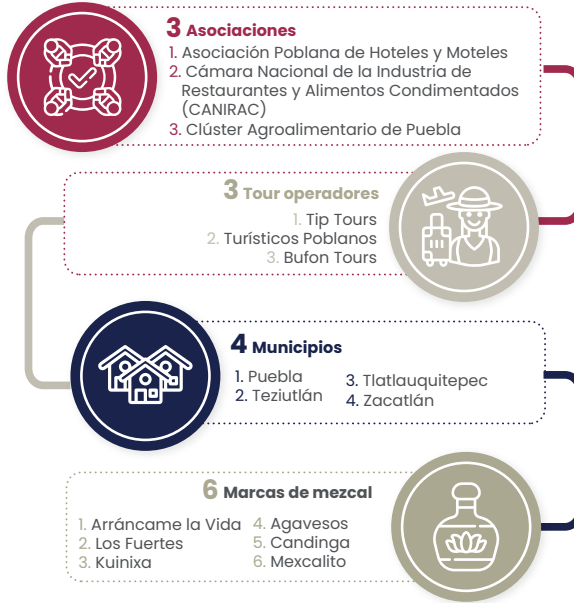 3 Asociaciones
1. Asociación Poblana de Hoteles y Moteles
2. Cámara Nacional de la Industria de
Restaurantes y Alimentos Condimentados
(CANIRAC)
3. Clúster Agroalimentario de Puebla
3 Tour operadores
1. Tip Tours
2. Turísticos Poblanos
3. Bufon Tours
4 Municipios
1. Puebla
2. Teziutlán
3. Tlatlauquitepec
4. Zacatlán
6 Marcas de mezcal
1. Arráncame la Vida
2. Los Fuertes
3. Kuinixa
4. Agavesos
5. Candinga
6. Mexcalito